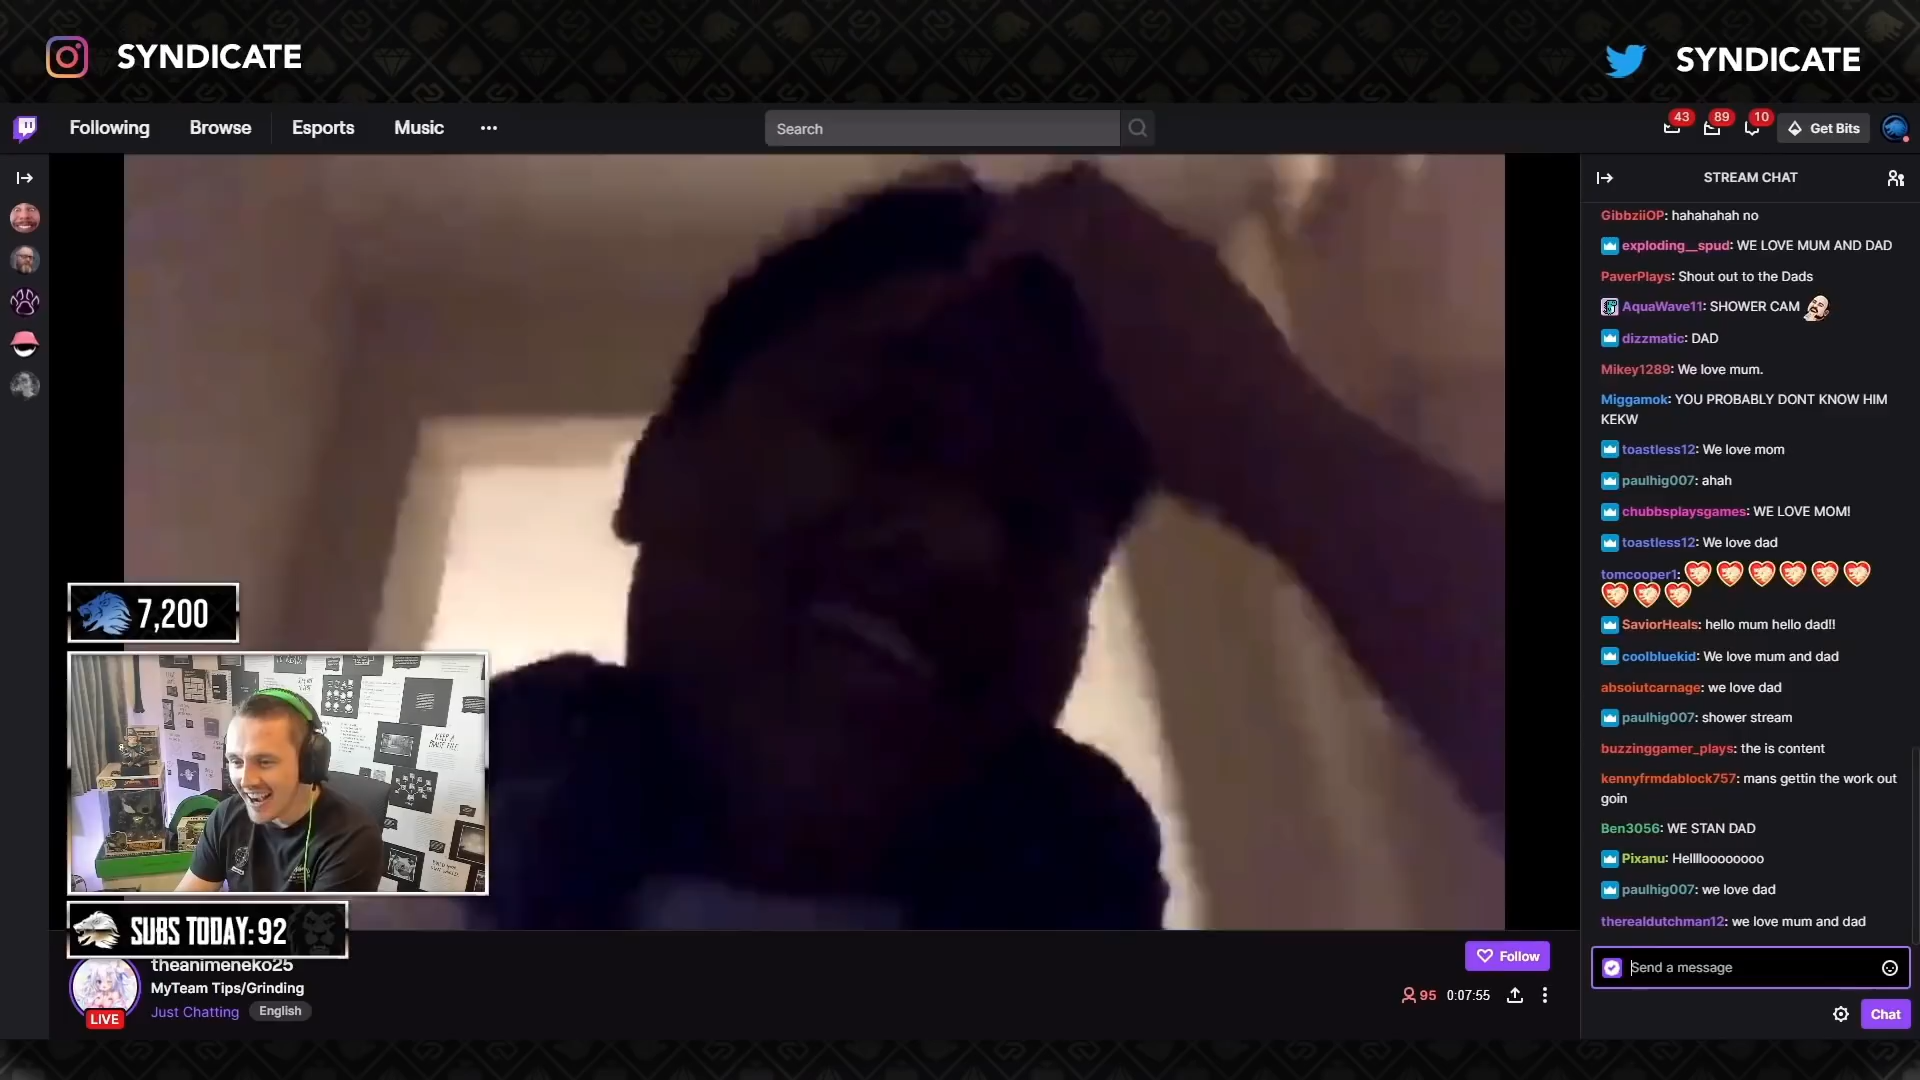 SYNDICATE
SYNDICATE
Following
Browse
Esports
Music
Search
43
89
10
Get Bits
STREAM CHAT
GibbziiOP: hahahahah no
exploding__spud: WE LOVE MUM AND DAD
PaverPlays: Shout out to the Dads
AquaWave11: SHOWER CAM
dizzmatic: DAD
Mikey1289: We love mum.
Miggamok: YOU PROBABLY DONT KNOW HIM
KEKW
toastless12: We love mom
paulhig007: ahah
chubbsplaysgames: WE LOVE MOM!
toastless12: We love dad
tomcooper1:
SaviorHeals: hello mum hello dad!!
coolbluekid: We love mum and dad
absoiutcarnage: we love dad
paulhig007: shower stream
buzzinggamer_plays: the is content
kennyfrmdablock757: mans gettin the work out
goin
Ben3056: WE STAN DAD
Pixanu: Helllloooooooo
paulhig007: we love dad
therealdutchman12: we love mum and dad
Send a message
Chat
7,200
SUBS TODAY: 92
theanimeneko25
MyTeam Tips/Grinding
Just Chatting
English
LIVE
Follow
95
0:07:55